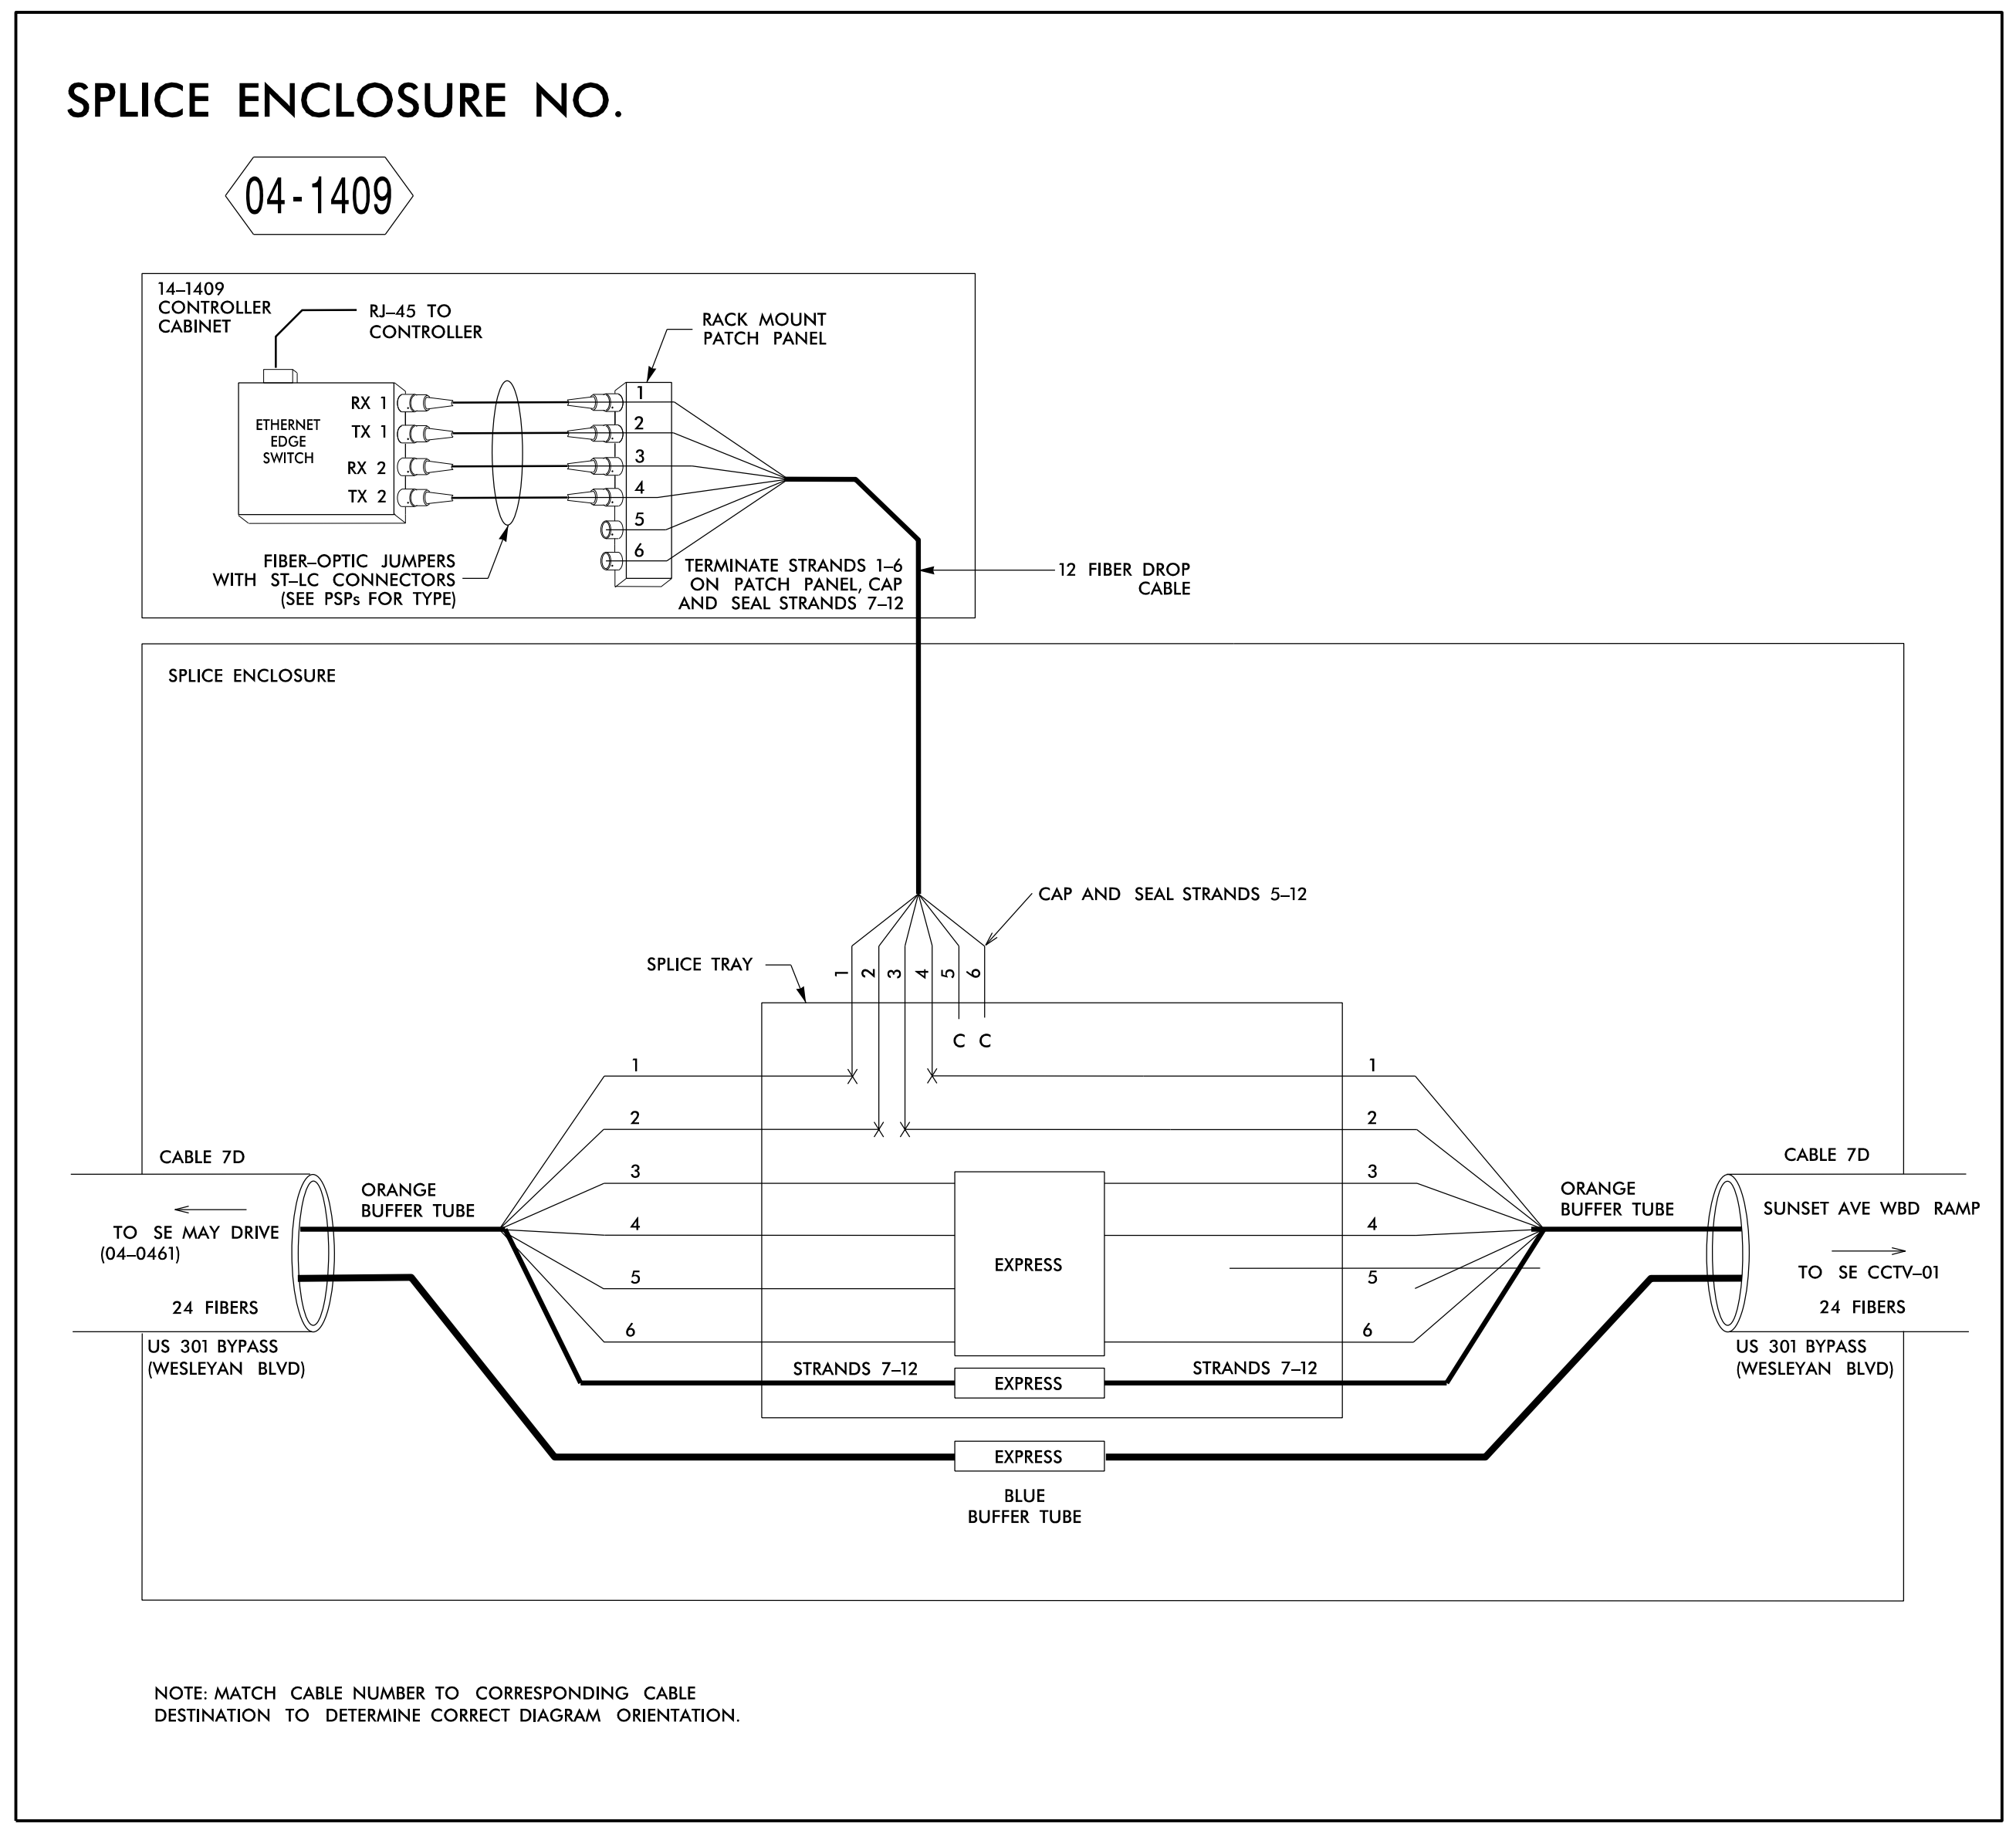 SPLICE ENCLOSURE NO.
04-1409
14–1409
CONTROLLER
CABINET
RJ–45 TO
CONTROLLER
RACK MOUNT
PATCH PANEL
ETHERNET
EDGE
SWITCH
RX 1
TX 1
RX 2
TX 2
1
2
3
4
5
6
FIBER–OPTIC JUMPERS
WITH ST–LC CONNECTORS
(SEE PSPs FOR TYPE)
TERMINATE STRANDS 1–6
ON PATCH PANEL, CAP
AND SEAL STRANDS 7–12
12 FIBER DROP
CABLE
SPLICE ENCLOSURE
CAP AND SEAL STRANDS 5–12
SPLICE TRAY
1
2
3
4
5
6
C C
1
2
3
4
5
6
1
2
3
4
5
6
CABLE 7D
TO SE MAY DRIVE
(04–0461)
24 FIBERS
US 301 BYPASS
(WESLEYAN BLVD)
ORANGE
BUFFER TUBE
EXPRESS
STRANDS 7–12
EXPRESS
STRANDS 7–12
EXPRESS
BLUE
BUFFER TUBE
ORANGE
BUFFER TUBE
CABLE 7D
SUNSET AVE WBD RAMP
TO SE CCTV–01
24 FIBERS
US 301 BYPASS
(WESLEYAN BLVD)
NOTE: MATCH CABLE NUMBER TO CORRESPONDING CABLE
DESTINATION TO DETERMINE CORRECT DIAGRAM ORIENTATION.